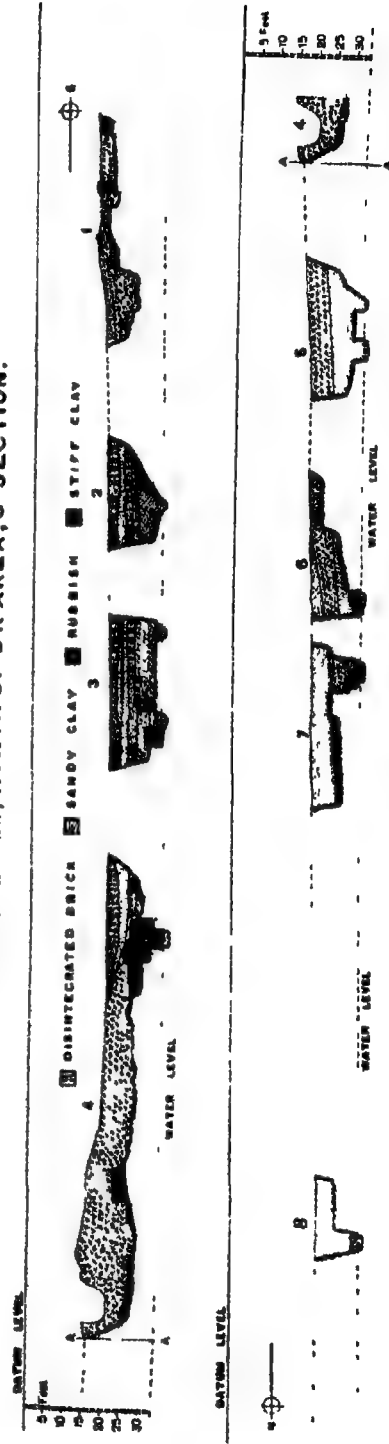 DK AREA, G SECTION.
DATUM LEVEL
5 Feet
10
15
20
25
30
DISINTEGRATED BRICK SANDY CLAY RUBBISH STIFF CLAY
A 4 3 2 1
A
WATER LEVEL
DATUM LEVEL
5 Feet
10
15
20
25
30
8 7 6 5 4 A
A
WATER LEVEL WATER LEVEL